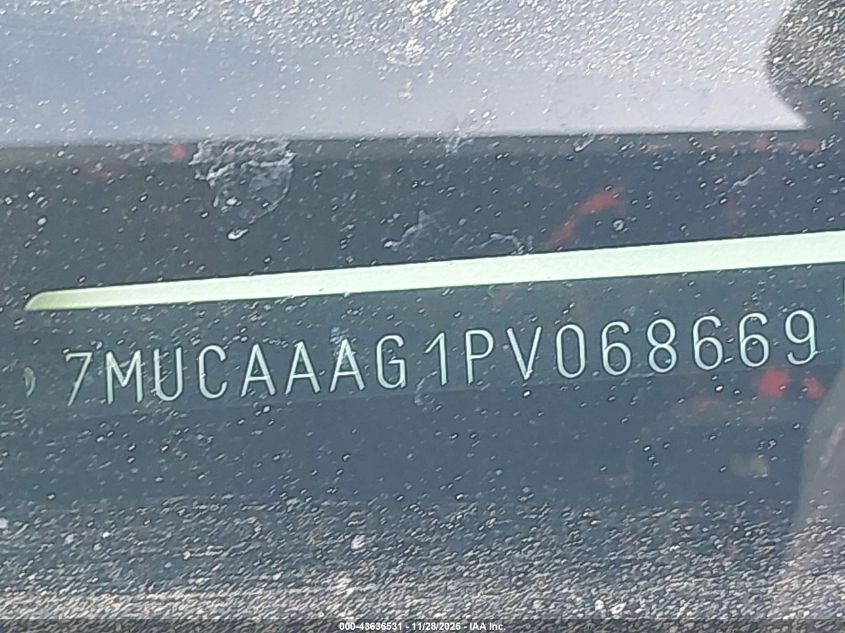 7MUCAAAG1PV068669
000-43636531 - 11/28/2025 - IAA Inc.